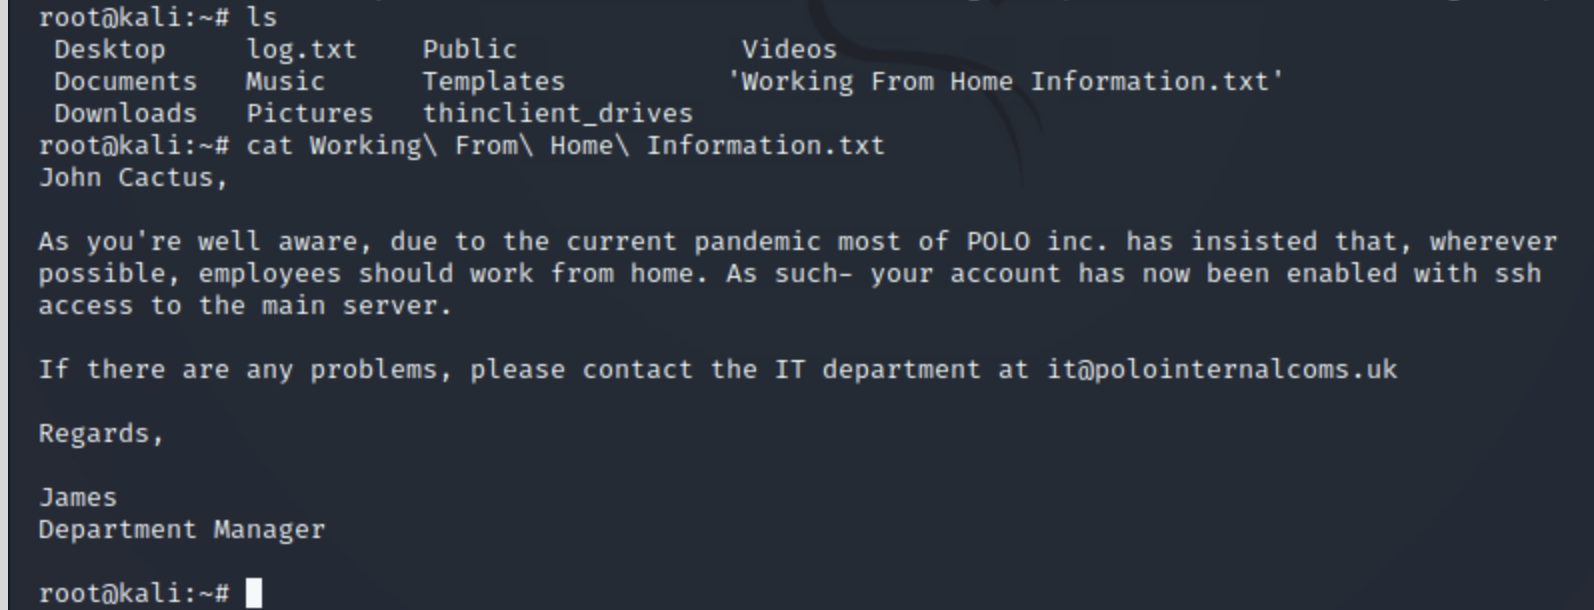 root@kali:~# ls
Desktop log.txt Public Videos
Documents Music Templates 'Working From Home Information.txt'
Downloads Pictures thinclient_drives
root@kali:~# cat Working\ From\ Home\ Information.txt
John Cactus,
As you're well aware, due to the current pandemic most of POLO inc. has insisted that, wherever
possible, employees should work from home. As such- your account has now been enabled with ssh
access to the main server.
If there are any problems, please contact the IT department at it@polointernalcoms.uk
Regards,
James
Department Manager
root@kali:~#